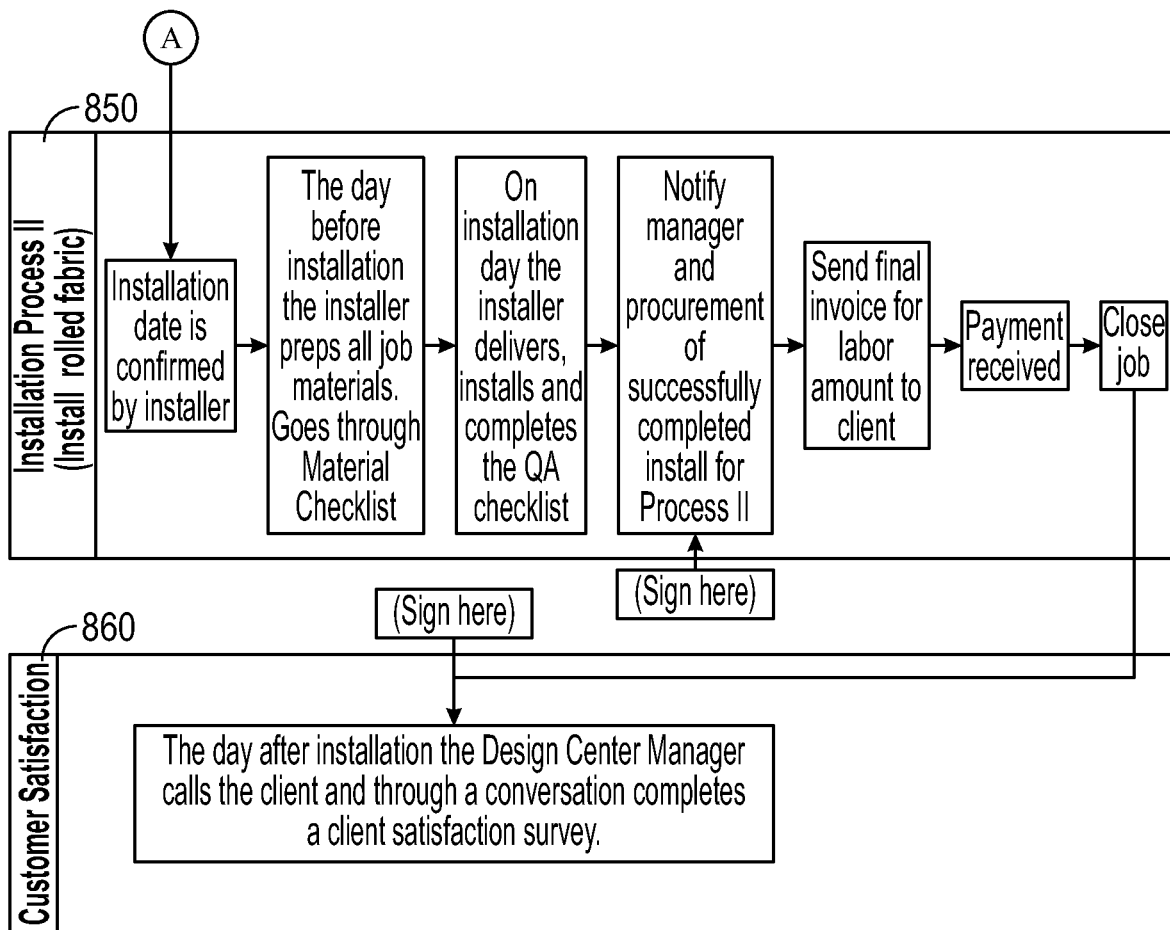 A
850
Installation Process II
(Install rolled fabric)
Installation
date is
confirmed
by installer
The day
before
installation
the installer
preps all job
materials.
Goes through
Material
Checklist
On
installation
day the
installer
delivers,
installs and
completes
the QA
checklist
Notify
manager
and
procurement
of
successfully
completed
install for
Process II
Send final
invoice for
labor
amount to
client
Payment
received
Close
job
(Sign here)
(Sign here)
860
Customer Satisfaction
The day after installation the Design Center Manager
calls the client and through a conversation completes
a client satisfaction survey.